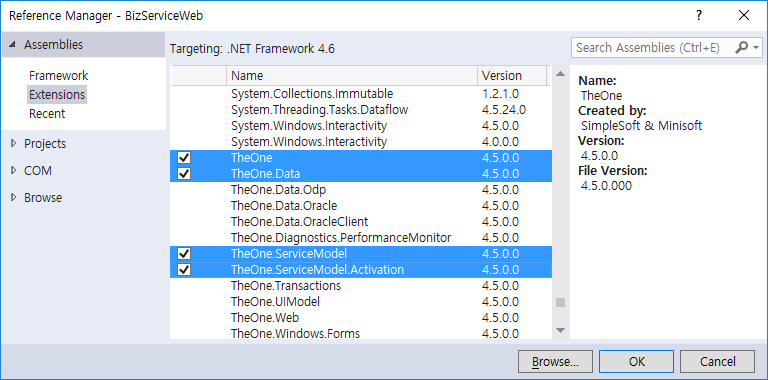 Reference Manager - BizServiceWeb
Assemblies
Framework
Extensions
Recent
Projects
COM
Browse
Targeting: .NET Framework 4.6
Name Version
System.Collections.Immutable 1.2.1.0
System.Threading.Tasks.Dataflow 4.5.24.0
System.Windows.Interactivity 4.5.0.0
System.Windows.Interactivity 4.0.0.0
TheOne 4.5.0.0
TheOne.Data 4.5.0.0
TheOne.Data.Odp 4.5.0.0
TheOne.Data.Oracle 4.5.0.0
TheOne.Data.OracleClient 4.5.0.0
TheOne.Diagnostics.PerformanceMonitor 4.5.0.0
TheOne.ServiceModel 4.5.0.0
TheOne.ServiceModel.Activation 4.5.0.0
TheOne.Transactions 4.5.0.0
TheOne.UIModel 4.5.0.0
TheOne.Web 4.5.0.0
TheOne.Windows.Forms 4.5.0.0
Search Assemblies (Ctrl+E)
Name:
TheOne
Created by:
SimpleSoft & Minisoft
Version:
4.5.0.0
File Version:
4.5.0.000
Browse...
OK
Cancel